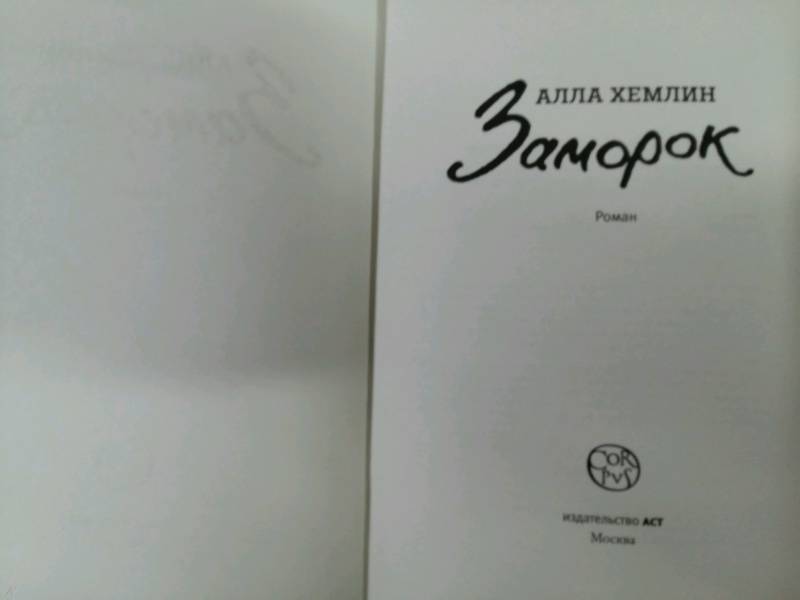 АЛЛА ХЕМЛИН
Заморок
Роман
CORPVS
издательство АСТ
Москва